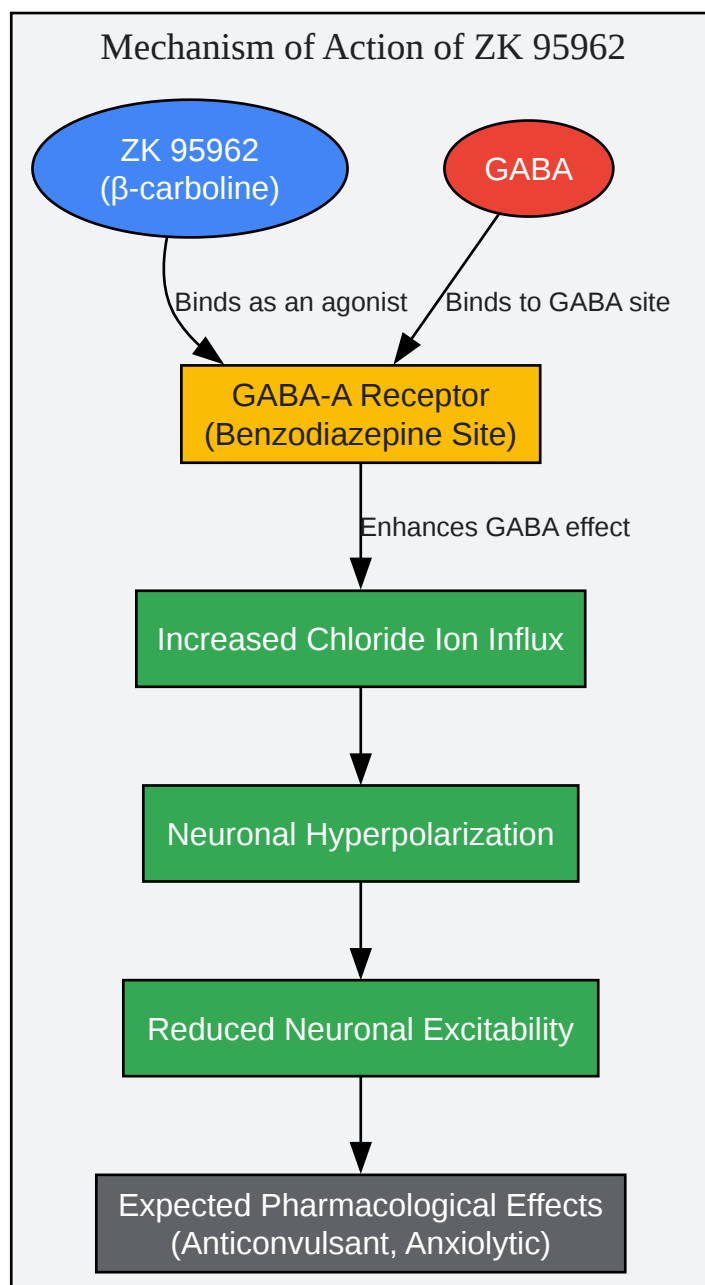 Mechanism of Action of ZK 95962
ZK 95962
(β-carboline)
GABA
Binds as an agonist
Binds to GABA site
GABA-A Receptor
(Benzodiazepine Site)
Enhances GABA effect
Increased Chloride Ion Influx
Neuronal Hyperpolarization
Reduced Neuronal Excitability
Expected Pharmacological Effects
(Anticonvulsant, Anxiolytic)